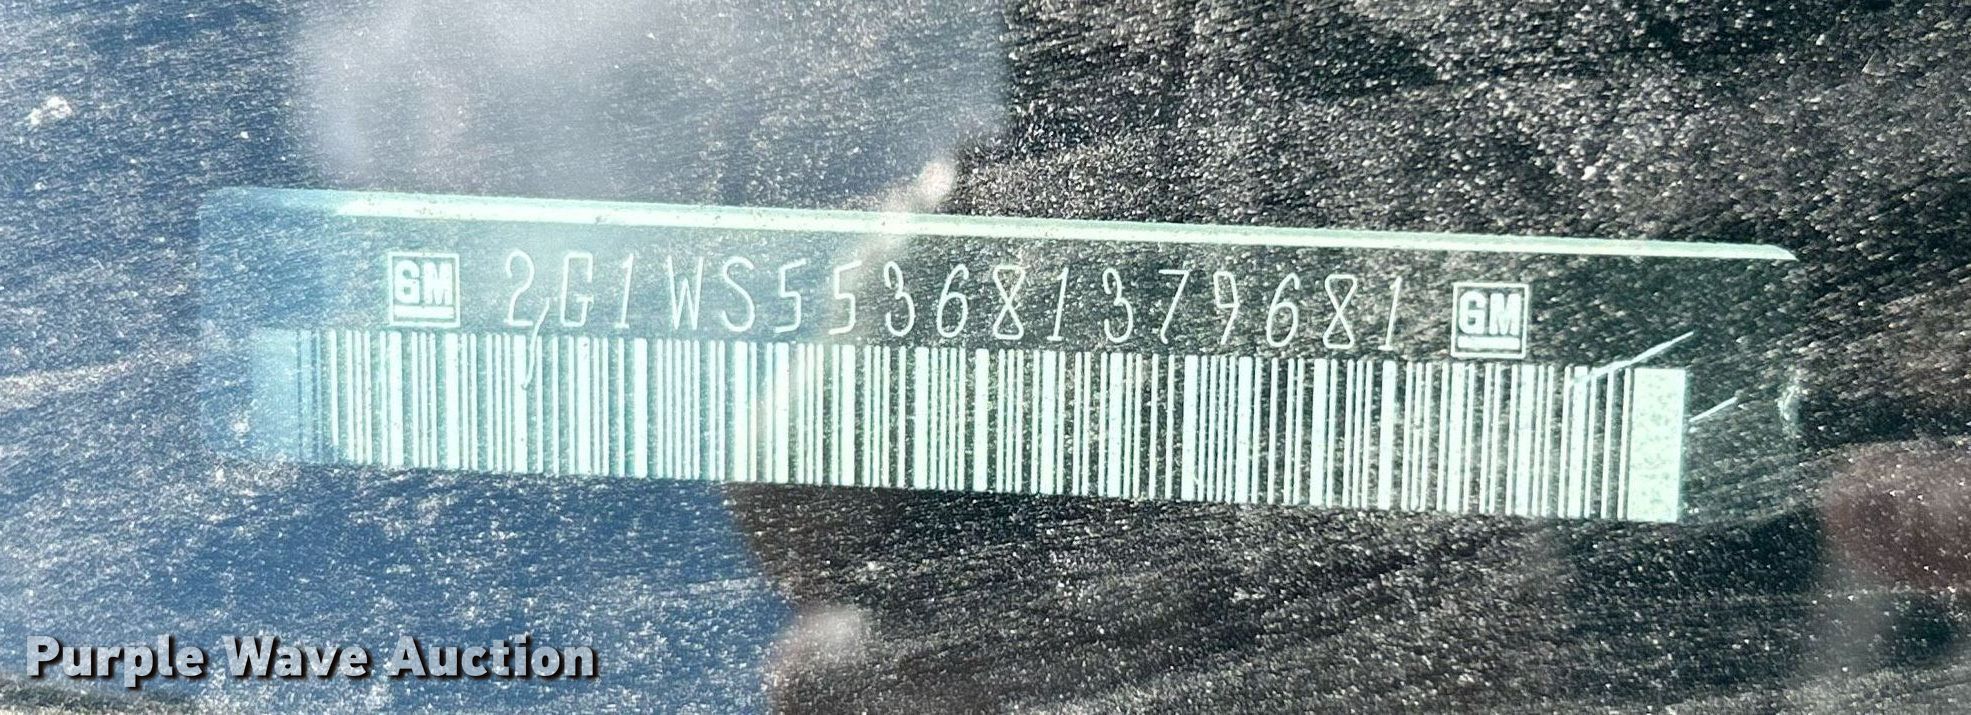 GM 2G1WS553681379681 GM
Purple Wave Auction